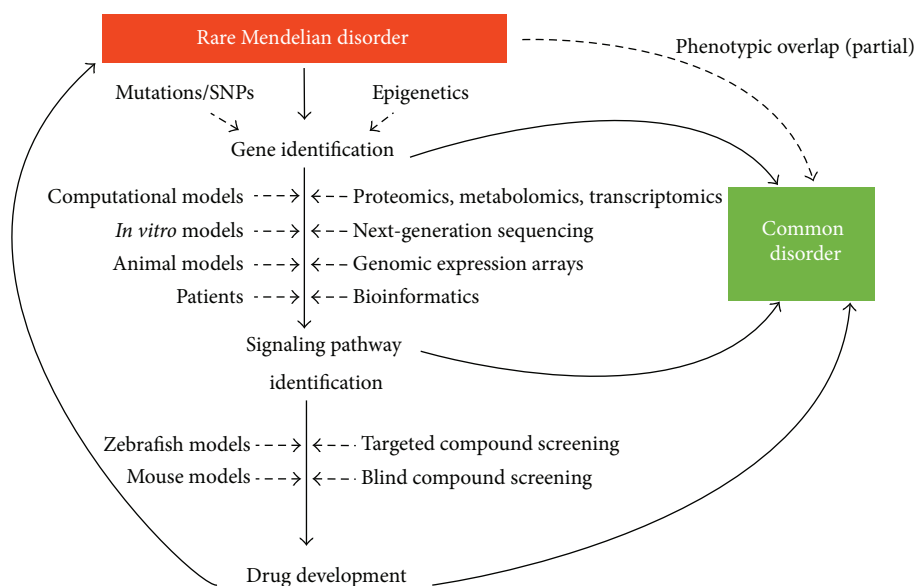 Rare Mendelian disorder
Phenotypic overlap (partial)
Mutations/SNPs
Epigenetics
Gene identification
Computational models
Proteomics, metabolomics, transcriptomics
In vitro models
Next-generation sequencing
Animal models
Genomic expression arrays
Patients
Bioinformatics
Common
disorder
Signaling pathway
identification
Zebrafish models
Targeted compound screening
Mouse models
Blind compound screening
Drug development